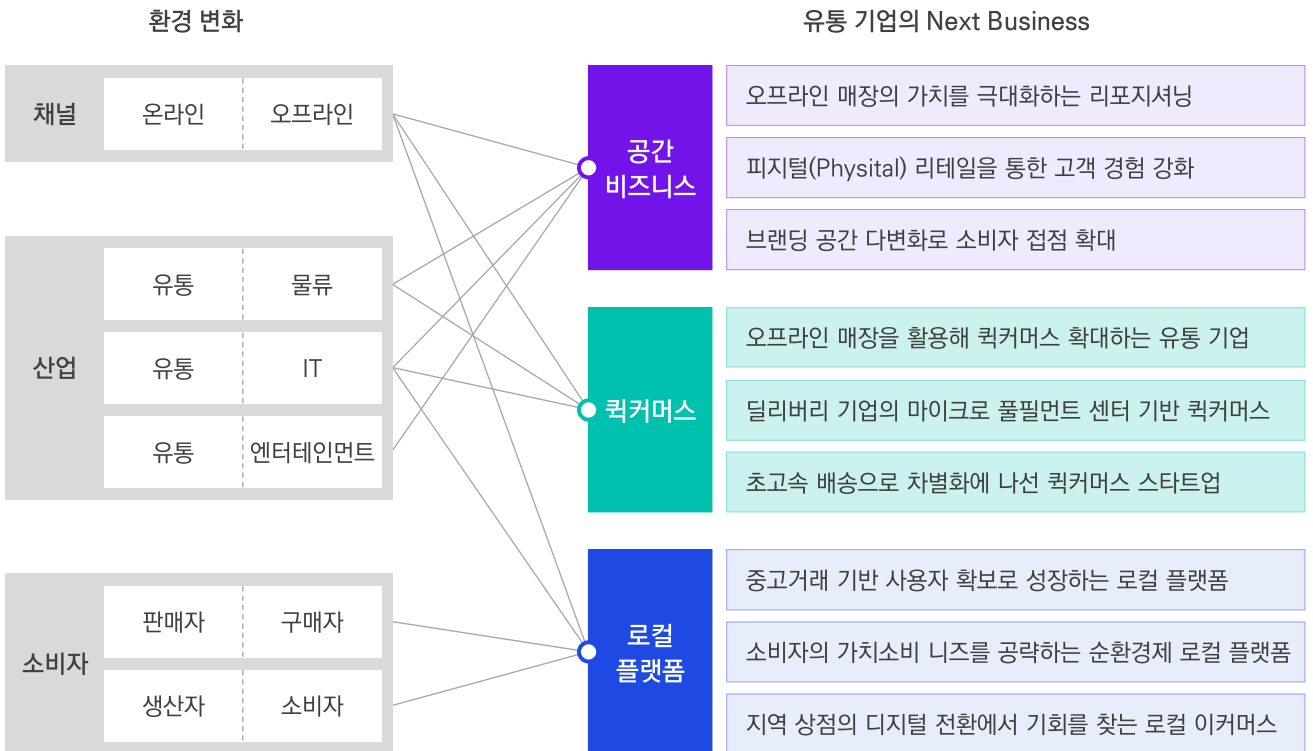 환경 변화
유통 기업의 Next Business
채널
온라인
오프라인
산업
유통
물류
유통
IT
유통
엔터테인먼트
소비자
판매자
구매자
생산자
소비자
공간
비즈니스
오프라인 매장의 가치를 극대화하는 리포지셔닝
피지털(Physital) 리테일을 통한 고객 경험 강화
브랜딩 공간 다변화로 소비자 접점 확대
퀵커머스
오프라인 매장을 활용해 퀵커머스 확대하는 유통 기업
딜리버리 기업의 마이크로 풀필먼트 센터 기반 퀵커머스
초고속 배송으로 차별화에 나선 퀵커머스 스타트업
로컬
플랫폼
중고거래 기반 사용자 확보로 성장하는 로컬 플랫폼
소비자의 가치소비 니즈를 공략하는 순환경제 로컬 플랫폼
지역 상점의 디지털 전환에서 기회를 찾는 로컬 이커머스